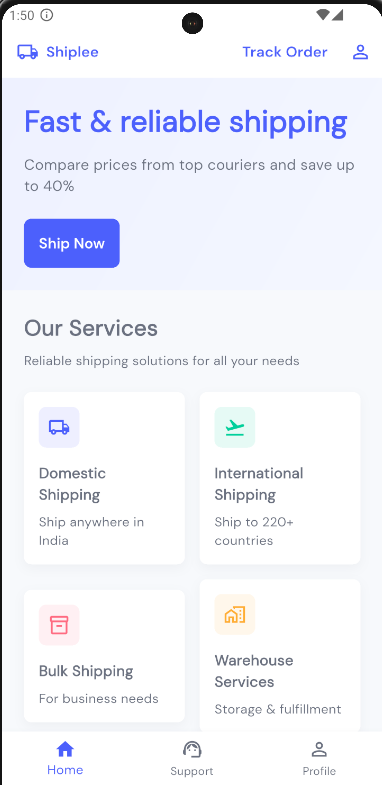 1:50
Shiplee
Track Order
Fast & reliable shipping
Compare prices from top couriers and save up
to 40%
Ship Now
Our Services
Reliable shipping solutions for all your needs
Domestic
Shipping
Ship anywhere in
India
International
Shipping
Ship to 220+
countries
Bulk Shipping
For business needs
Warehouse
Services
Storage & fulfillment
Home
Support
Profile